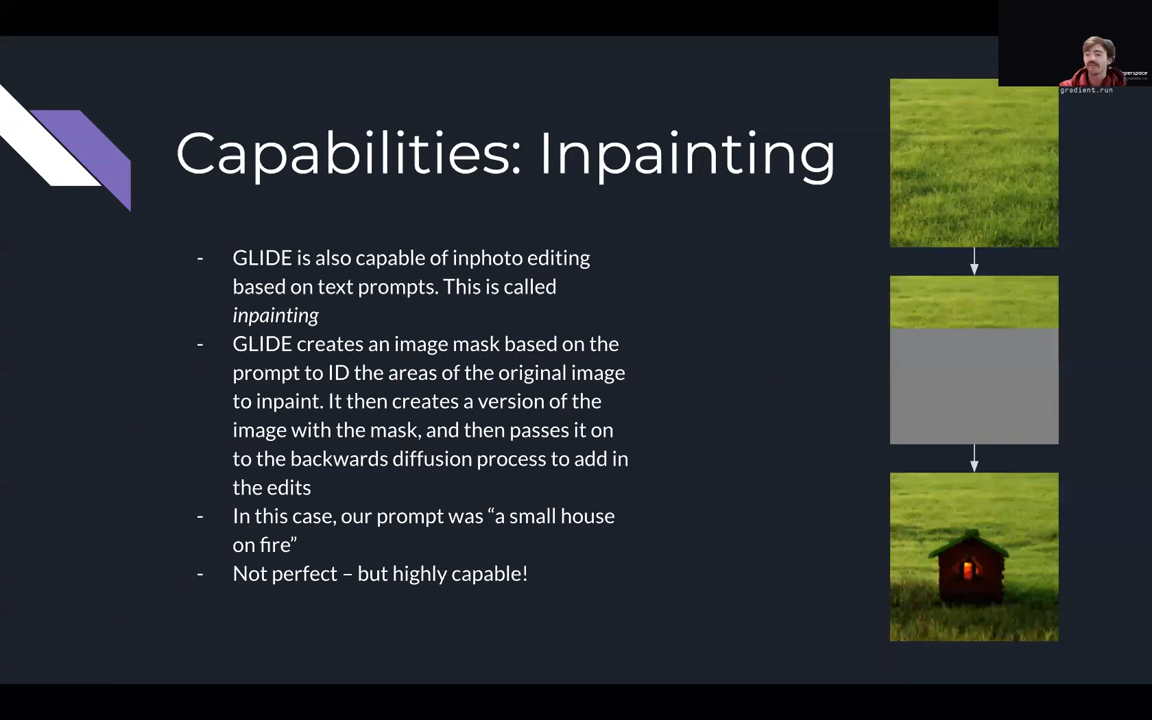 Capabilities: Inpainting
- GLIDE is also capable of inphoto editing
based on text prompts. This is called
inpainting
- GLIDE creates an image mask based on the
prompt to ID the areas of the original image
to inpaint. It then creates a version of the
image with the mask, and then passes it on
to the backwards diffusion process to add in
the edits
- In this case, our prompt was “a small house
on fire”
- Not perfect – but highly capable!
gradient.run